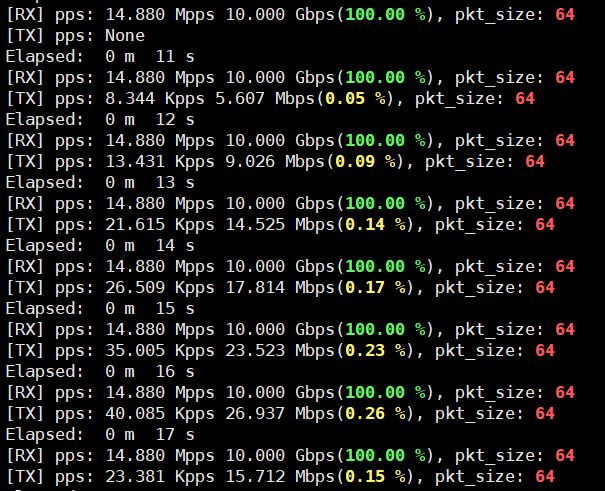 [RX] pps: 14.880 Mpps 10.000 Gbps(100.00 %), pkt_size: 64
[TX] pps: None
Elapsed:  0 m  11 s
[RX] pps: 14.880 Mpps 10.000 Gbps(100.00 %), pkt_size: 64
[TX] pps: 8.344 Kpps 5.607 Mbps(0.05 %), pkt_size: 64
Elapsed:  0 m  12 s
[RX] pps: 14.880 Mpps 10.000 Gbps(100.00 %), pkt_size: 64
[TX] pps: 13.431 Kpps 9.026 Mbps(0.09 %), pkt_size: 64
Elapsed:  0 m  13 s
[RX] pps: 14.880 Mpps 10.000 Gbps(100.00 %), pkt_size: 64
[TX] pps: 21.615 Kpps 14.525 Mbps(0.14 %), pkt_size: 64
Elapsed:  0 m  14 s
[RX] pps: 14.880 Mpps 10.000 Gbps(100.00 %), pkt_size: 64
[TX] pps: 26.509 Kpps 17.814 Mbps(0.17 %), pkt_size: 64
Elapsed:  0 m  15 s
[RX] pps: 14.880 Mpps 10.000 Gbps(100.00 %), pkt_size: 64
[TX] pps: 35.005 Kpps 23.523 Mbps(0.23 %), pkt_size: 64
Elapsed:  0 m  16 s
[RX] pps: 14.880 Mpps 10.000 Gbps(100.00 %), pkt_size: 64
[TX] pps: 40.085 Kpps 26.937 Mbps(0.26 %), pkt_size: 64
Elapsed:  0 m  17 s
[RX] pps: 14.880 Mpps 10.000 Gbps(100.00 %), pkt_size: 64
[TX] pps: 23.381 Kpps 15.712 Mbps(0.15 %), pkt_size: 64